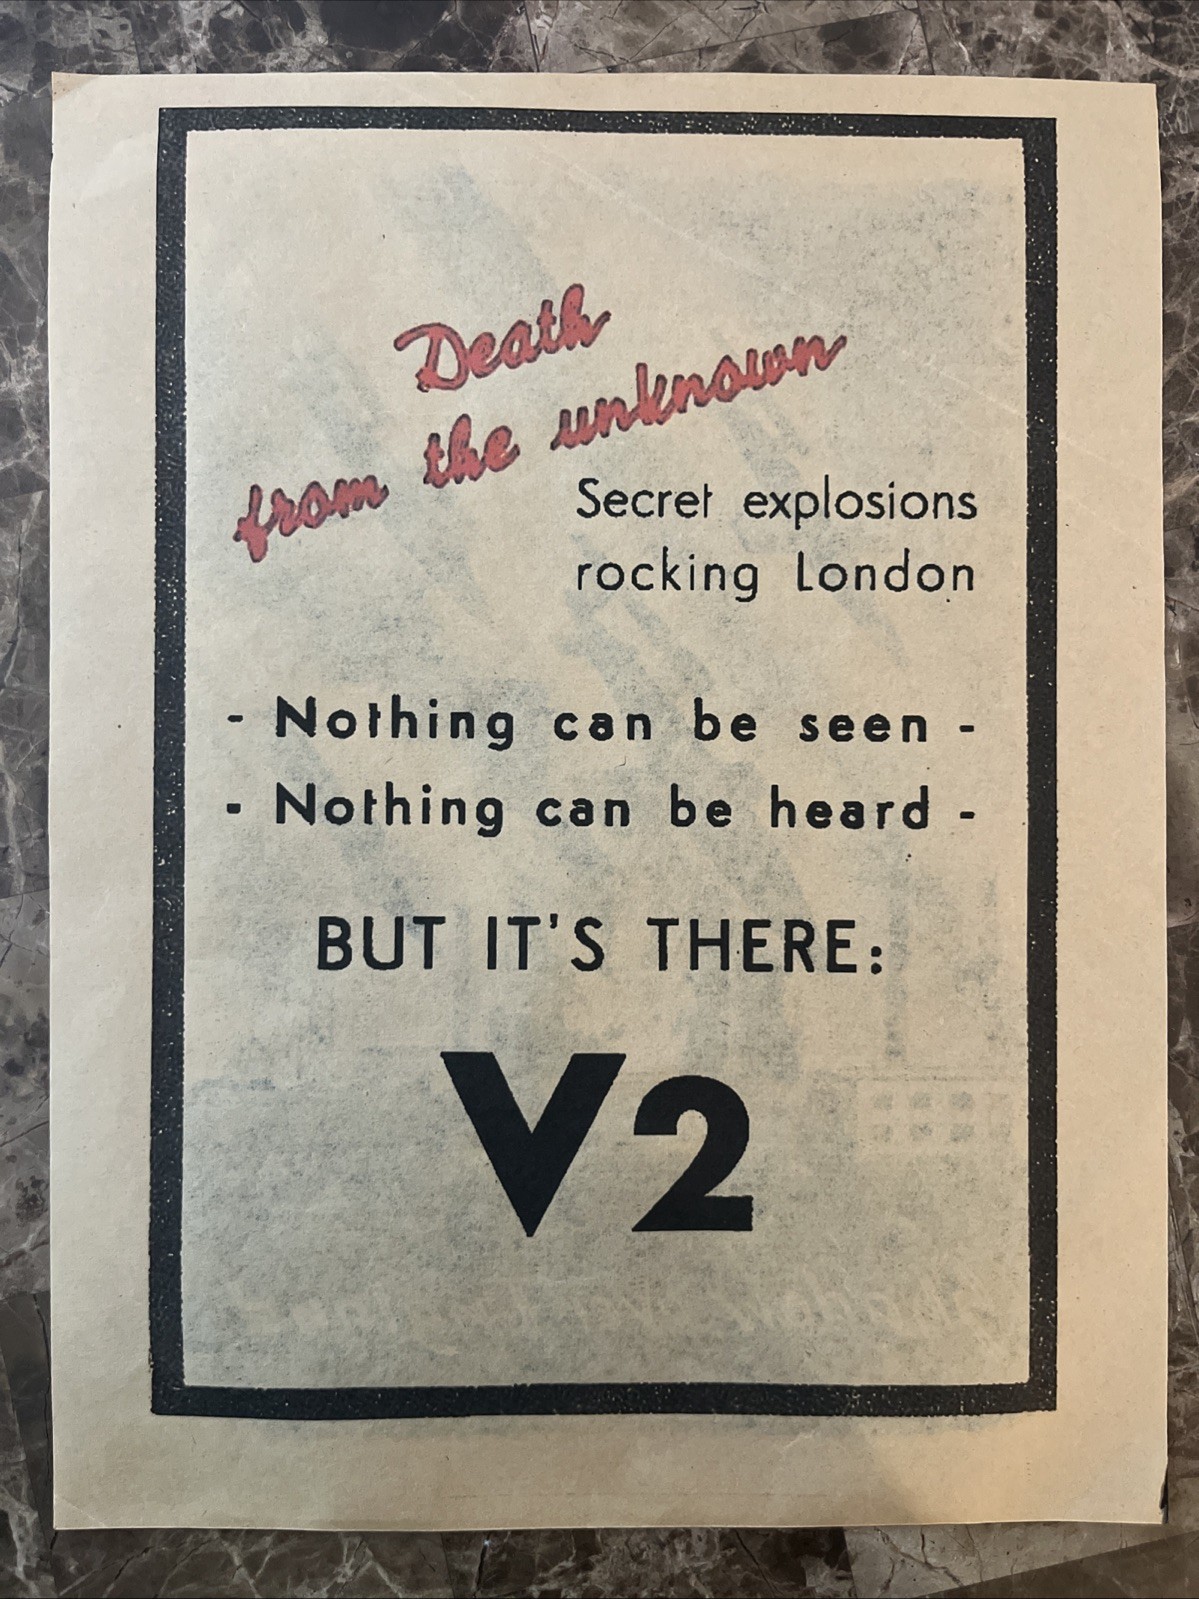 Death
from the unknown
Secret explosions
rocking London
- Nothing can be seen -
- Nothing can be heard -
BUT IT'S THERE:
V2